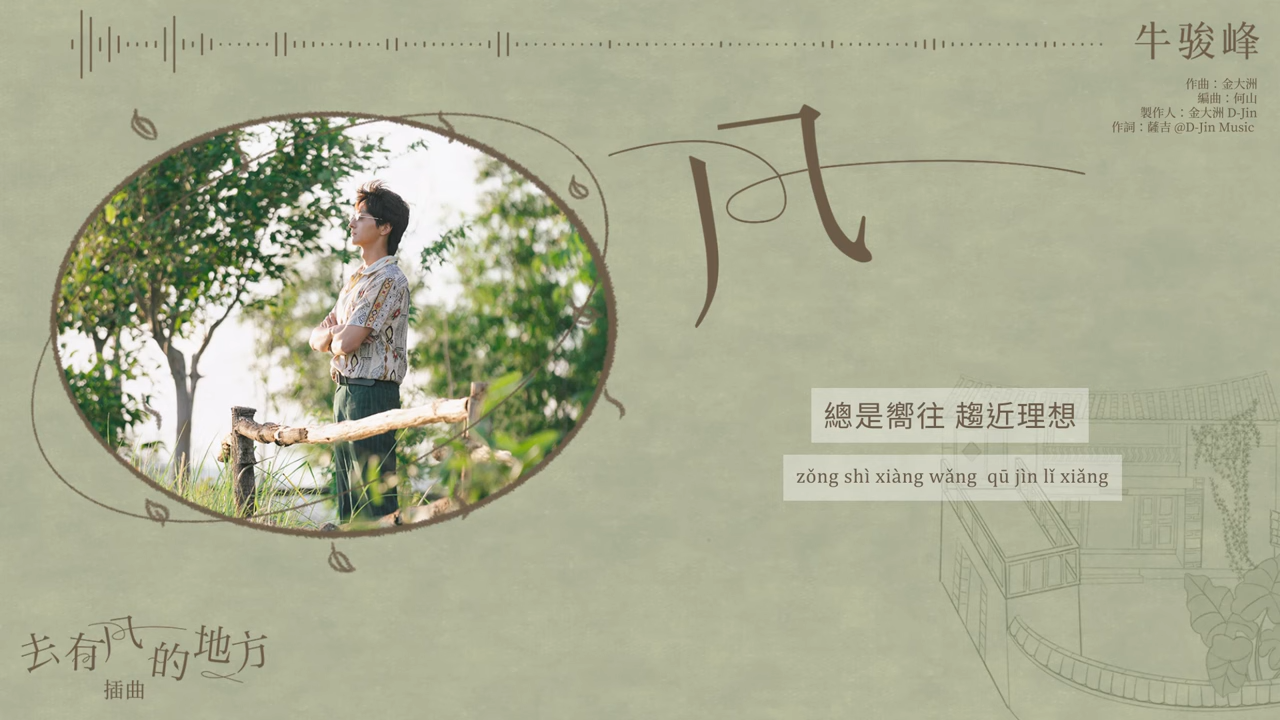 牛骏峰
作曲：金大洲
編曲：何山
製作人：金大洲 D-Jin
作詞：薩吉 @D-Jin Music
风
總是嚮往 趨近理想
zǒng shì xiàng wǎng qū jìn lǐ xiǎng
去有风的地方
插曲